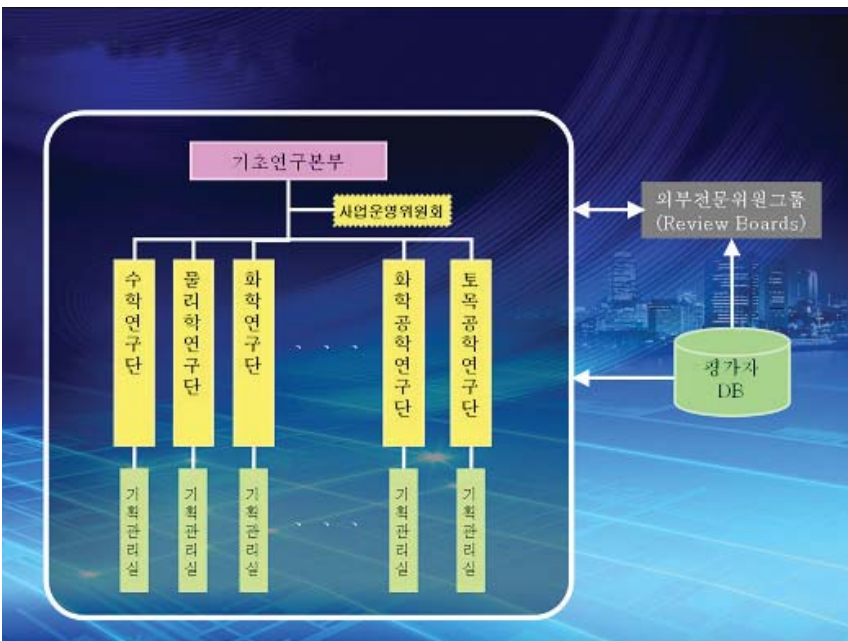 기초연구본부
사업운영위원회
외부전문위원그룹
(Review Boards)
수학연구단
물리학연구단
화학연구단
、、、
화학공학연구단
토목공학연구단
평가자
DB
기획관리실
기획관리실
기획관리실
、、、
기획관리실
기획관리실